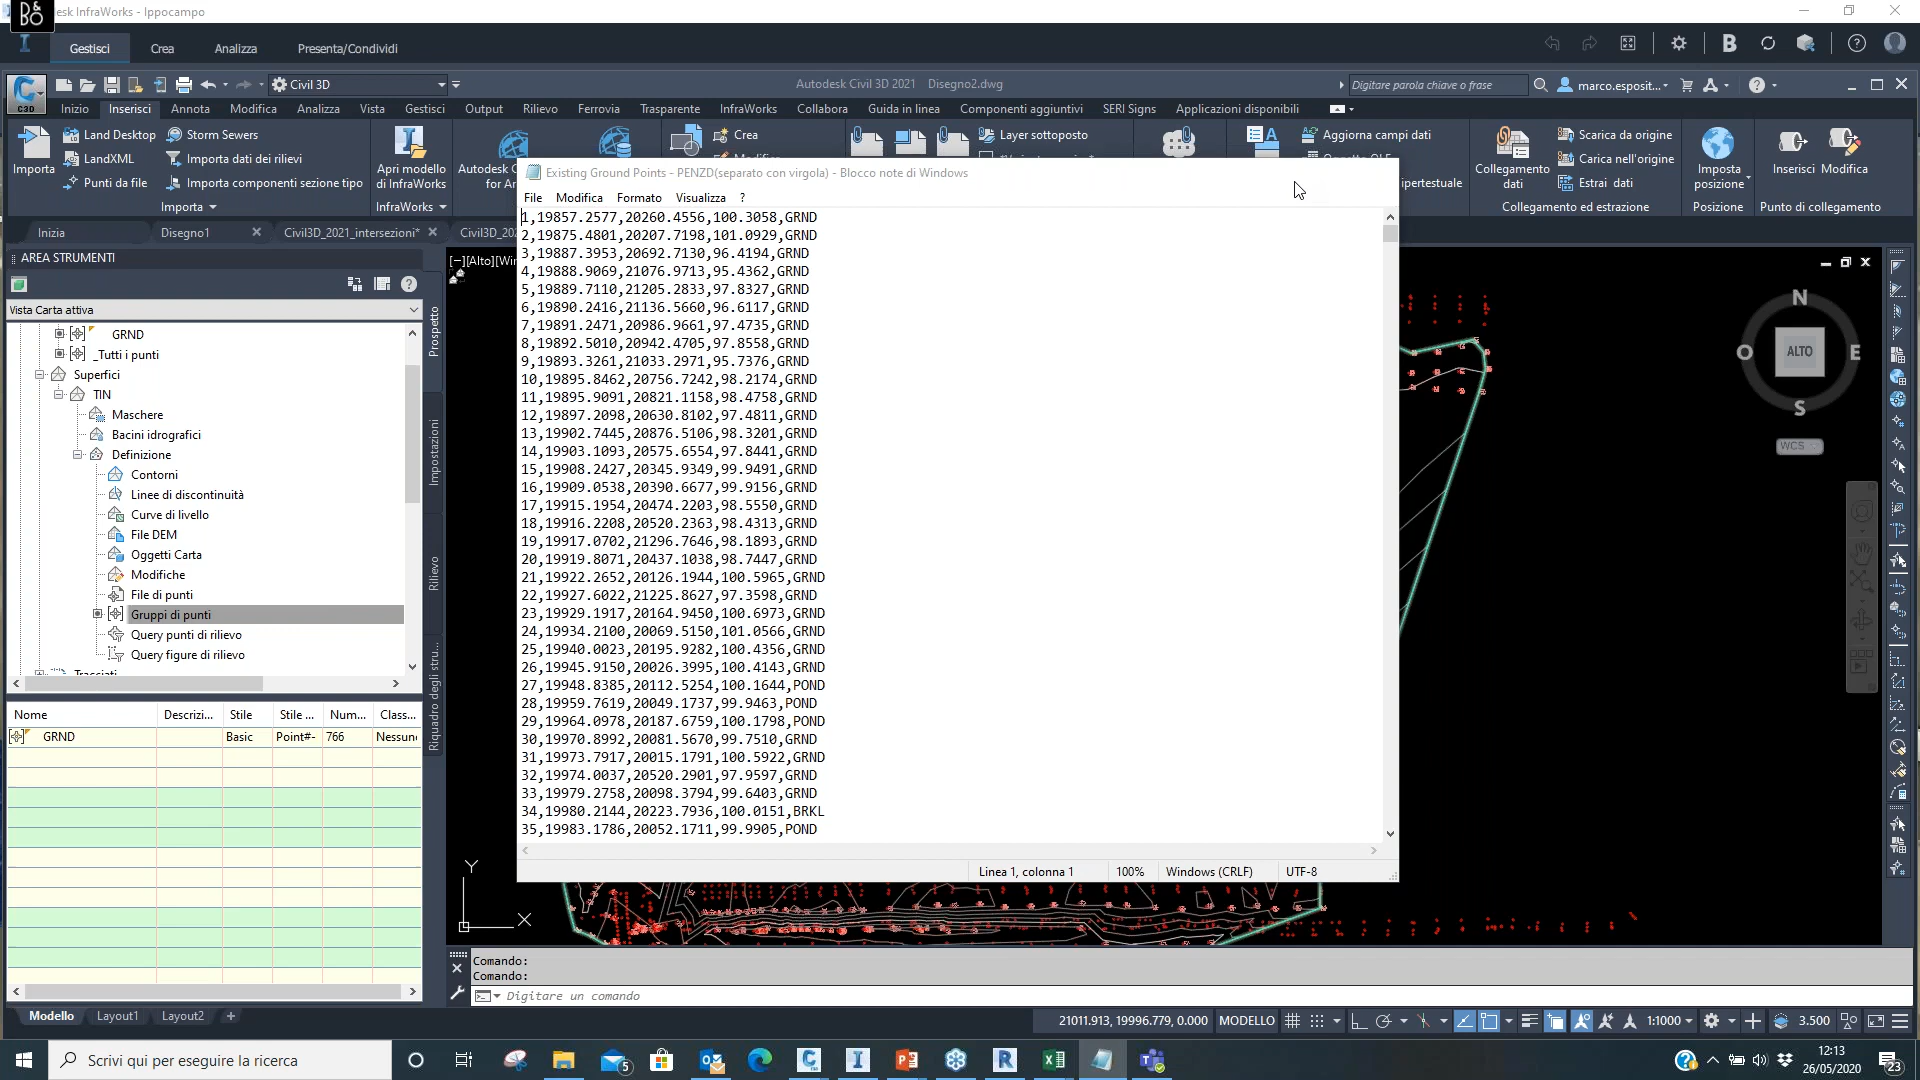 B&BO
esk InfraWorks - Ippocampo
Gestisci Crea Analizza Presenta/Condividi
Civil 3D
Autodesk Civil 3D 2021 Disegno2.dwg
Digitare parola chiave o frase
marco.esposit...
C3D
Inizio Inserisci Annota Modifica Analizza Vista Gestisci Output Rilievo Ferrovia Trasparente InfraWorks Collabora Guida in linea Componenti aggiuntivi SERI Signs Applicazioni disponibili
Importa
Land Desktop
Storm Sewers
LandXML
Importa dati dei rilievi
Punti da file
Importa componenti sezione tipo
Importa
Apri modello
di InfraWorks
InfraWorks
Crea
Layer sottoposto
Aggiorna campi dati
ipertestuale
Collegamento
dati
Scarica da origine
Carica nell'origine
Estrai dati
Collegamento ed estrazione
Imposta
posizione
Posizione
Inserisci Modifica
Punto di collegamento
Inizia Disegno1 Civil3D_2021_intersezioni*
AREA STRUMENTI
Vista Carta attiva
GRND
_Tutti i punti
Superfici
TIN
Maschere
Bacini idrografici
Definizione
Contorni
Linee di discontinuità
Curve di livello
File DEM
Oggetti Carta
Modifiche
File di punti
Gruppi di punti
Query punti di rilievo
Query figure di rilievo
Prospetto
Impostazioni
Rilievo
Riquadro degli stru...
Nome Descrizi... Stile Stile ... Num... Class...
GRND Basic Point#- 766 Nessun
Existing Ground Points - PENZD(separato con virgola) - Blocco note di Windows
File Modifica Formato Visualizza ?
1,19857.2577,20260.4556,100.3058,GRND
2,19875.4801,20207.7198,101.0929,GRND
3,19887.3953,20692.7130,96.4194,GRND
4,19888.9069,21076.9713,95.4362,GRND
5,19889.7110,21205.2833,97.8327,GRND
6,19890.2416,21136.5660,96.6117,GRND
7,19891.2471,20986.9661,97.4735,GRND
8,19892.5010,20942.4705,97.8558,GRND
9,19893.3261,21033.2971,95.7376,GRND
10,19895.8462,20756.7242,98.2174,GRND
11,19895.9091,20821.1158,98.4758,GRND
12,19897.2098,20630.8102,97.4811,GRND
13,19902.7445,20876.5106,98.3201,GRND
14,19903.1093,20575.6554,97.8441,GRND
15,19908.2427,20345.9349,99.9491,GRND
16,19909.0538,20390.6677,99.9156,GRND
17,19915.1954,20474.2203,98.5550,GRND
18,19916.2208,20520.2363,98.4313,GRND
19,19917.0702,21296.7646,98.1893,GRND
20,19919.8071,20437.1038,98.7447,GRND
21,19922.2652,20126.1944,100.5965,GRND
22,19927.6022,21225.8627,97.3598,GRND
23,19929.1917,20164.9450,100.6973,GRND
24,19934.2100,20069.5150,101.0566,GRND
25,19940.0023,20195.9282,100.4356,GRND
26,19945.9150,20026.3995,100.4143,GRND
27,19948.8385,20112.5254,100.1644,POND
28,19959.7619,20049.1737,99.9463,POND
29,19964.0978,20187.6759,100.1798,POND
30,19970.8992,20081.5670,99.7510,GRND
31,19973.7917,20015.1791,100.5922,GRND
32,19974.0037,20520.2901,97.9597,GRND
33,19979.2758,20098.3794,99.6403,GRND
34,19980.2144,20223.7936,100.0151,BRKL
35,19983.1786,20052.1711,99.9905,POND
Linea 1, colonna 1 100% Windows (CRLF) UTF-8
N
O ALTO E
S
WCS
Y
X
Comando:
Comando:
Digitare un comando
Modello Layout1 Layout2 +
21011.913, 19996.779, 0.000 MODELLO 1:1000 3.500
Scrivi qui per eseguire la ricerca
12:13
26/05/2020
23